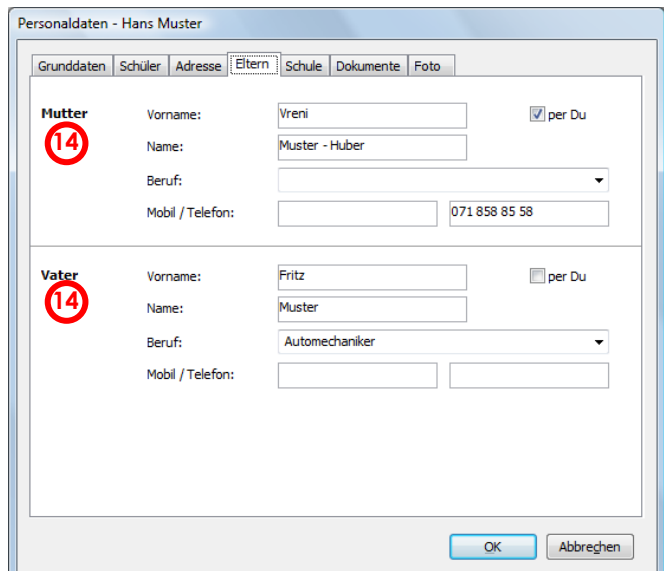 Personaldaten - Hans Muster
Grunddaten Schüler Adresse Eltern Schule Dokumente Foto
Mutter Vorname: Vreni per Du
14
Name: Muster - Huber
Beruf:
Mobil / Telefon: 071 858 85 58
Vater Vorname: Fritz per Du
14
Name: Muster
Beruf: Automechaniker
Mobil / Telefon:
OK Abbrechen